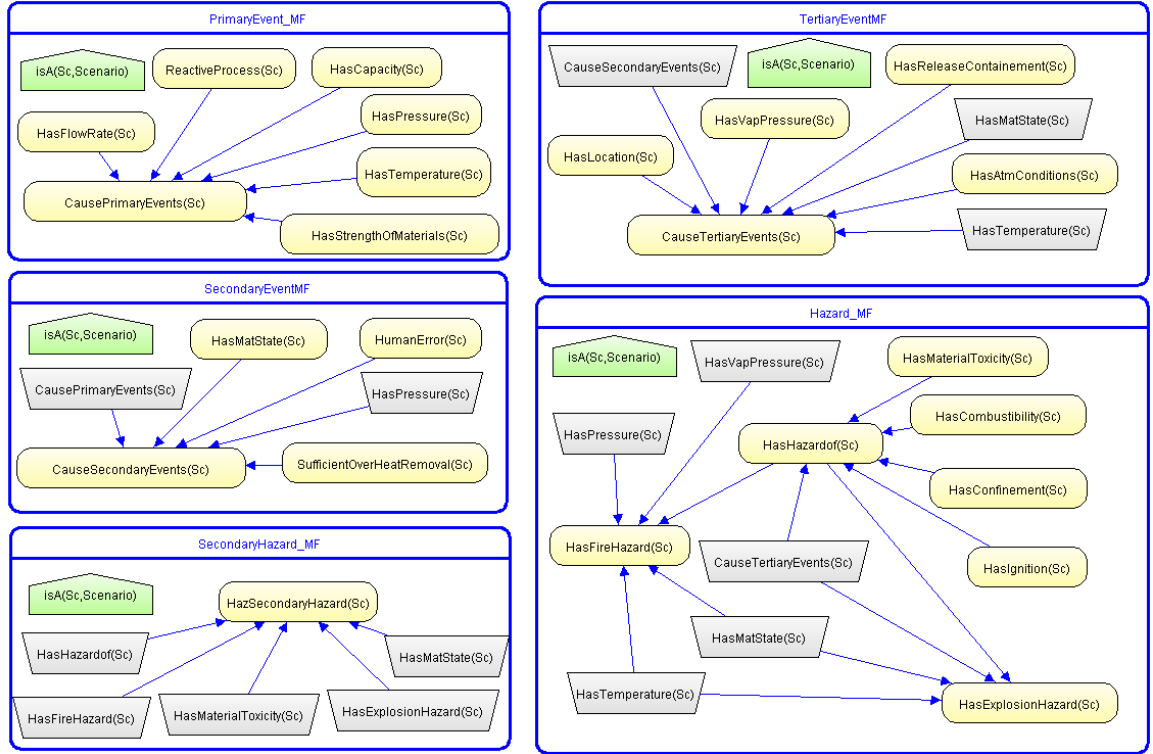 PrimaryEvent_MF
isA(Sc,Scenario)
ReactiveProcess(Sc)
HasCapacity(Sc)
HasFlowRate(Sc)
HasPressure(Sc)
HasTemperature(Sc)
CausePrimaryEvents(Sc)
HasStrengthOfMaterials(Sc)
TertiaryEventMF
CauseSecondaryEvents(Sc)
isA(Sc,Scenario)
HasReleaseContainement(Sc)
HasVapPressure(Sc)
HasMatState(Sc)
HasLocation(Sc)
HasAtmConditions(Sc)
CauseTertiaryEvents(Sc)
HasTemperature(Sc)
SecondaryEventMF
isA(Sc,Scenario)
HasMatState(Sc)
HumanError(Sc)
CausePrimaryEvents(Sc)
HasPressure(Sc)
CauseSecondaryEvents(Sc)
SufficientOverHeatRemoval(Sc)
Hazard_MF
isA(Sc,Scenario)
HasVapPressure(Sc)
HasMaterialToxicity(Sc)
HasPressure(Sc)
HasHazardof(Sc)
HasCombustibility(Sc)
HasConfinement(Sc)
HasFireHazard(Sc)
CauseTertiaryEvents(Sc)
HasIgnition(Sc)
HasMatState(Sc)
HasTemperature(Sc)
HasExplosionHazard(Sc)
SecondaryHazard_MF
isA(Sc,Scenario)
HazSecondaryHazard(Sc)
HasHazardof(Sc)
HasMatState(Sc)
HasFireHazard(Sc)
HasMaterialToxicity(Sc)
HasExplosionHazard(Sc)